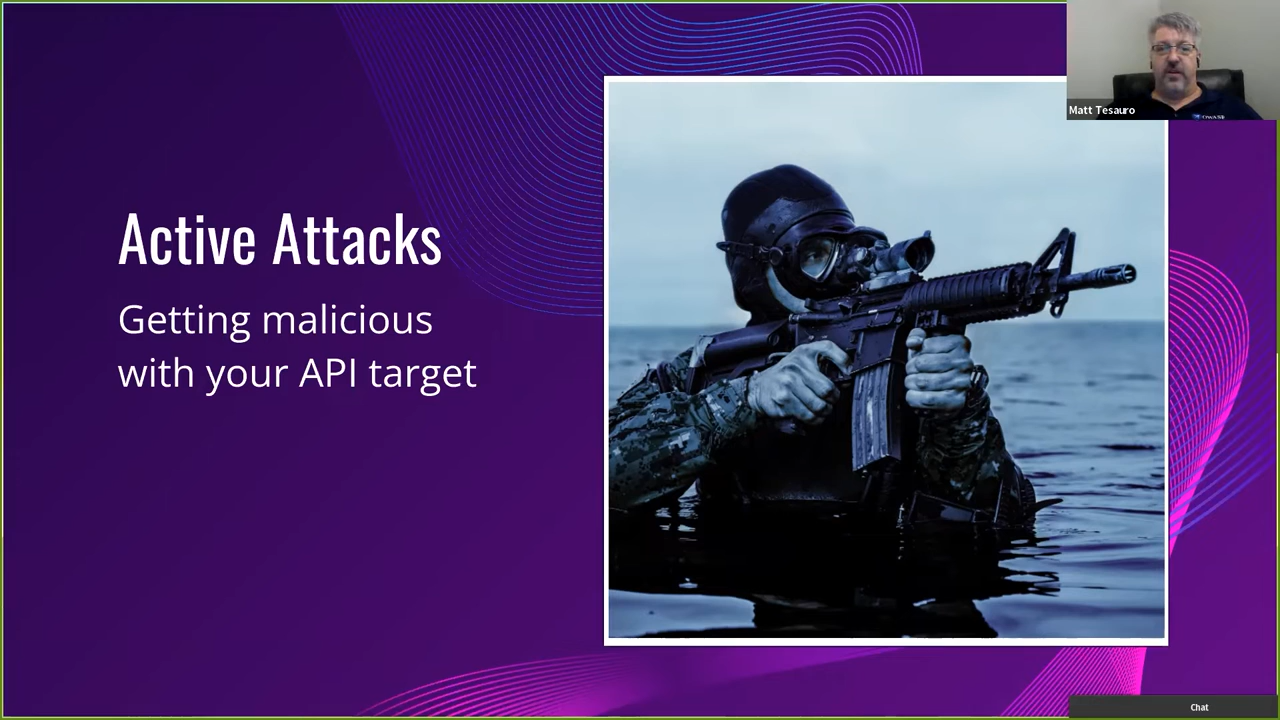 Active Attacks
Getting malicious
with your API target
Matt Tesauro
Chat